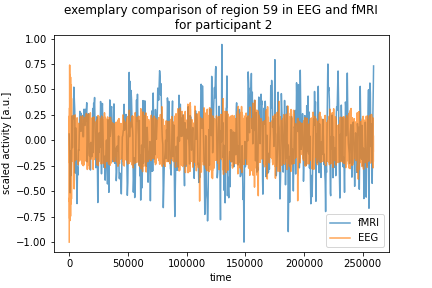 exemplary comparison of region 59 in EEG and fMRI
for participant 2
scaled activity [a.u.]
1.00
0.75
0.50
0.25
0.00
−0.25
−0.50
−0.75
−1.00
0
50000
100000
150000
200000
250000
time
fMRI
EEG